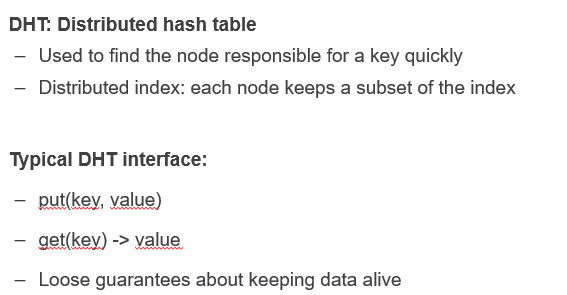 DHT: Distributed hash table
– Used to find the node responsible for a key quickly
– Distributed index: each node keeps a subset of the index
Typical DHT interface:
– put(key, value)
– get(key) -> value
– Loose guarantees about keeping data alive